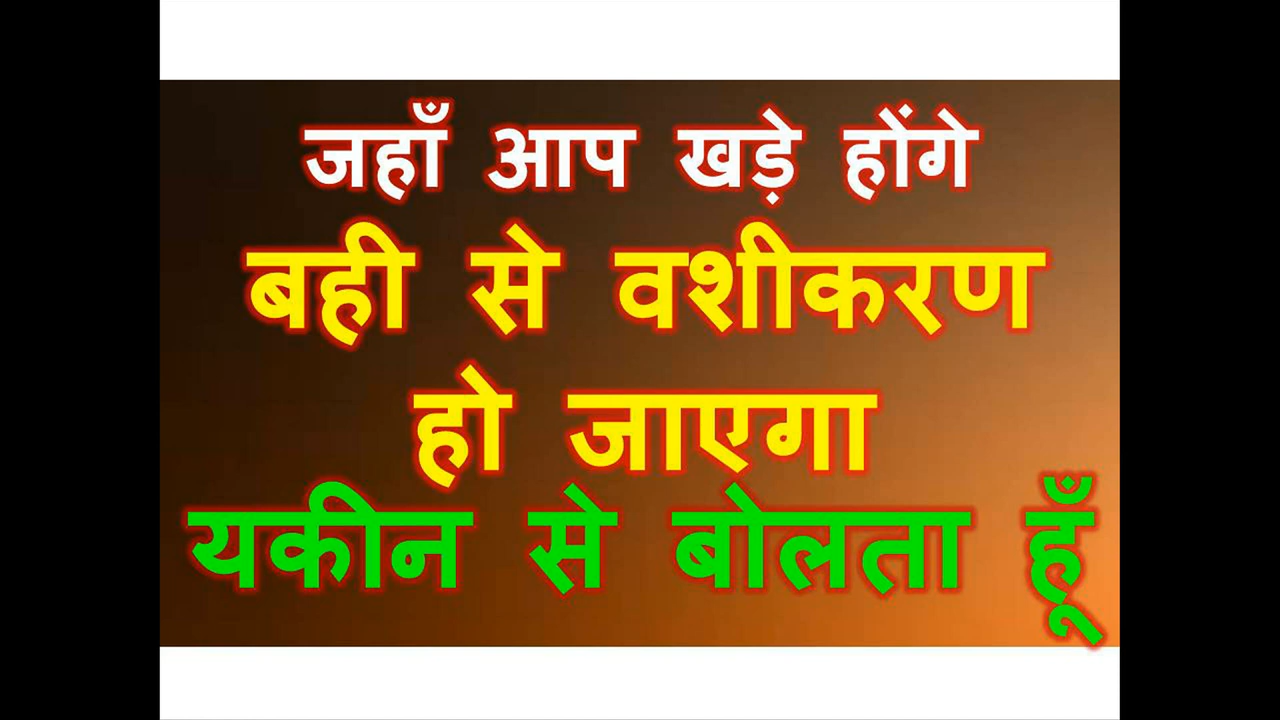 जहाँ आप खड़े होंगे
बही से वशीकरण
हो जाएगा
यकीन से बोलता हूँ